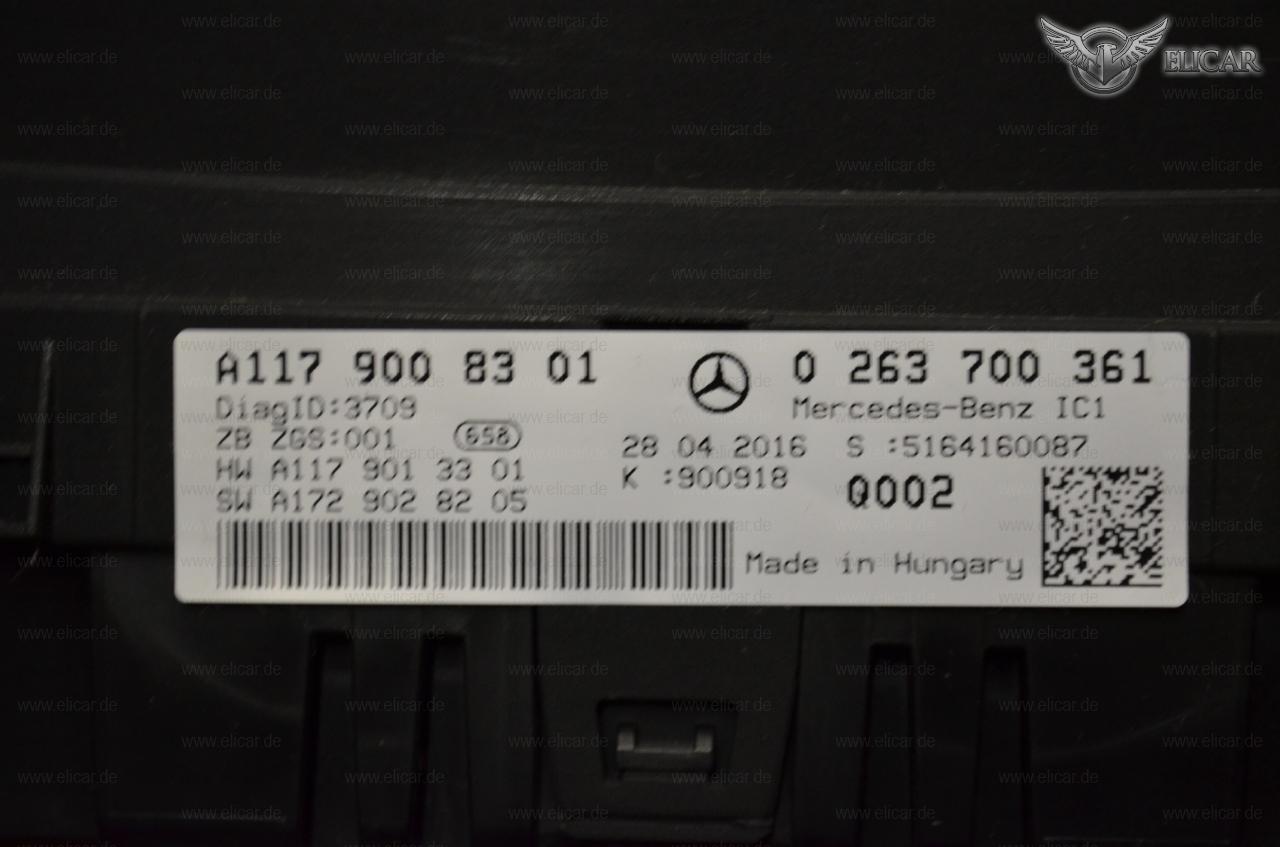 ELICAR
A117 900 83 01
0 263 700 361
DiagID:3709
Mercedes-Benz IC1
ZB ZGS:001
658
28 04 2016 S :5164160087
HW A117 901 33 01
K :900918
Q002
SW A172 902 82 05
Made in Hungary
www.elicar.de